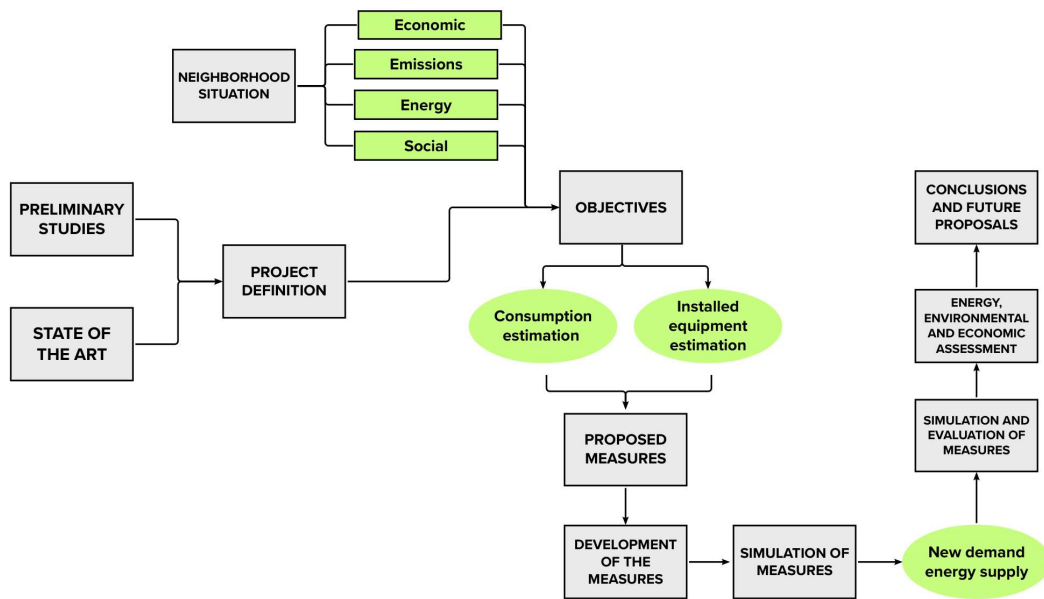 NEIGHBORHOOD
SITUATION
Economic
Emissions
Energy
Social
PRELIMINARY
STUDIES
STATE OF
THE ART
PROJECT
DEFINITION
OBJECTIVES
Consumption
estimation
Installed
equipment
estimation
PROPOSED
MEASURES
DEVELOPMENT
OF THE
MEASURES
SIMULATION OF
MEASURES
New demand
energy supply
SIMULATION AND
EVALUATION OF
MEASURES
ENERGY,
ENVIRONMENTAL
AND ECONOMIC
ASSESSMENT
CONCLUSIONS
AND FUTURE
PROPOSALS